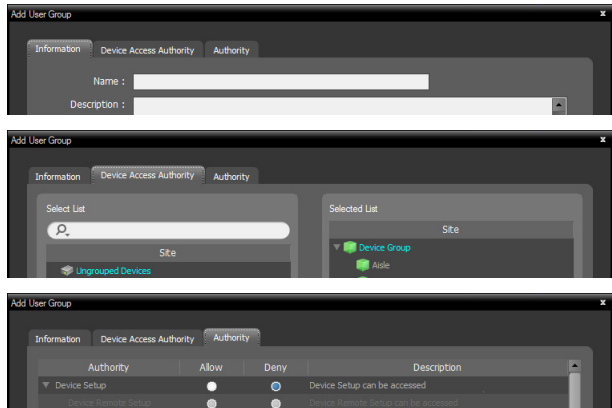 Add User Group x
Information Device Access Authority Authority
Name :
Description :
Add User Group x
Information Device Access Authority Authority
Select List Selected List
Site Site
Device Group
Ungrouped Devices Aisle
Add User Group x
Information Device Access Authority Authority
Authority Allow Deny Description
Device Setup Device Setup can be accessed
Device Remote Setup Device Remote Setup can be accessed